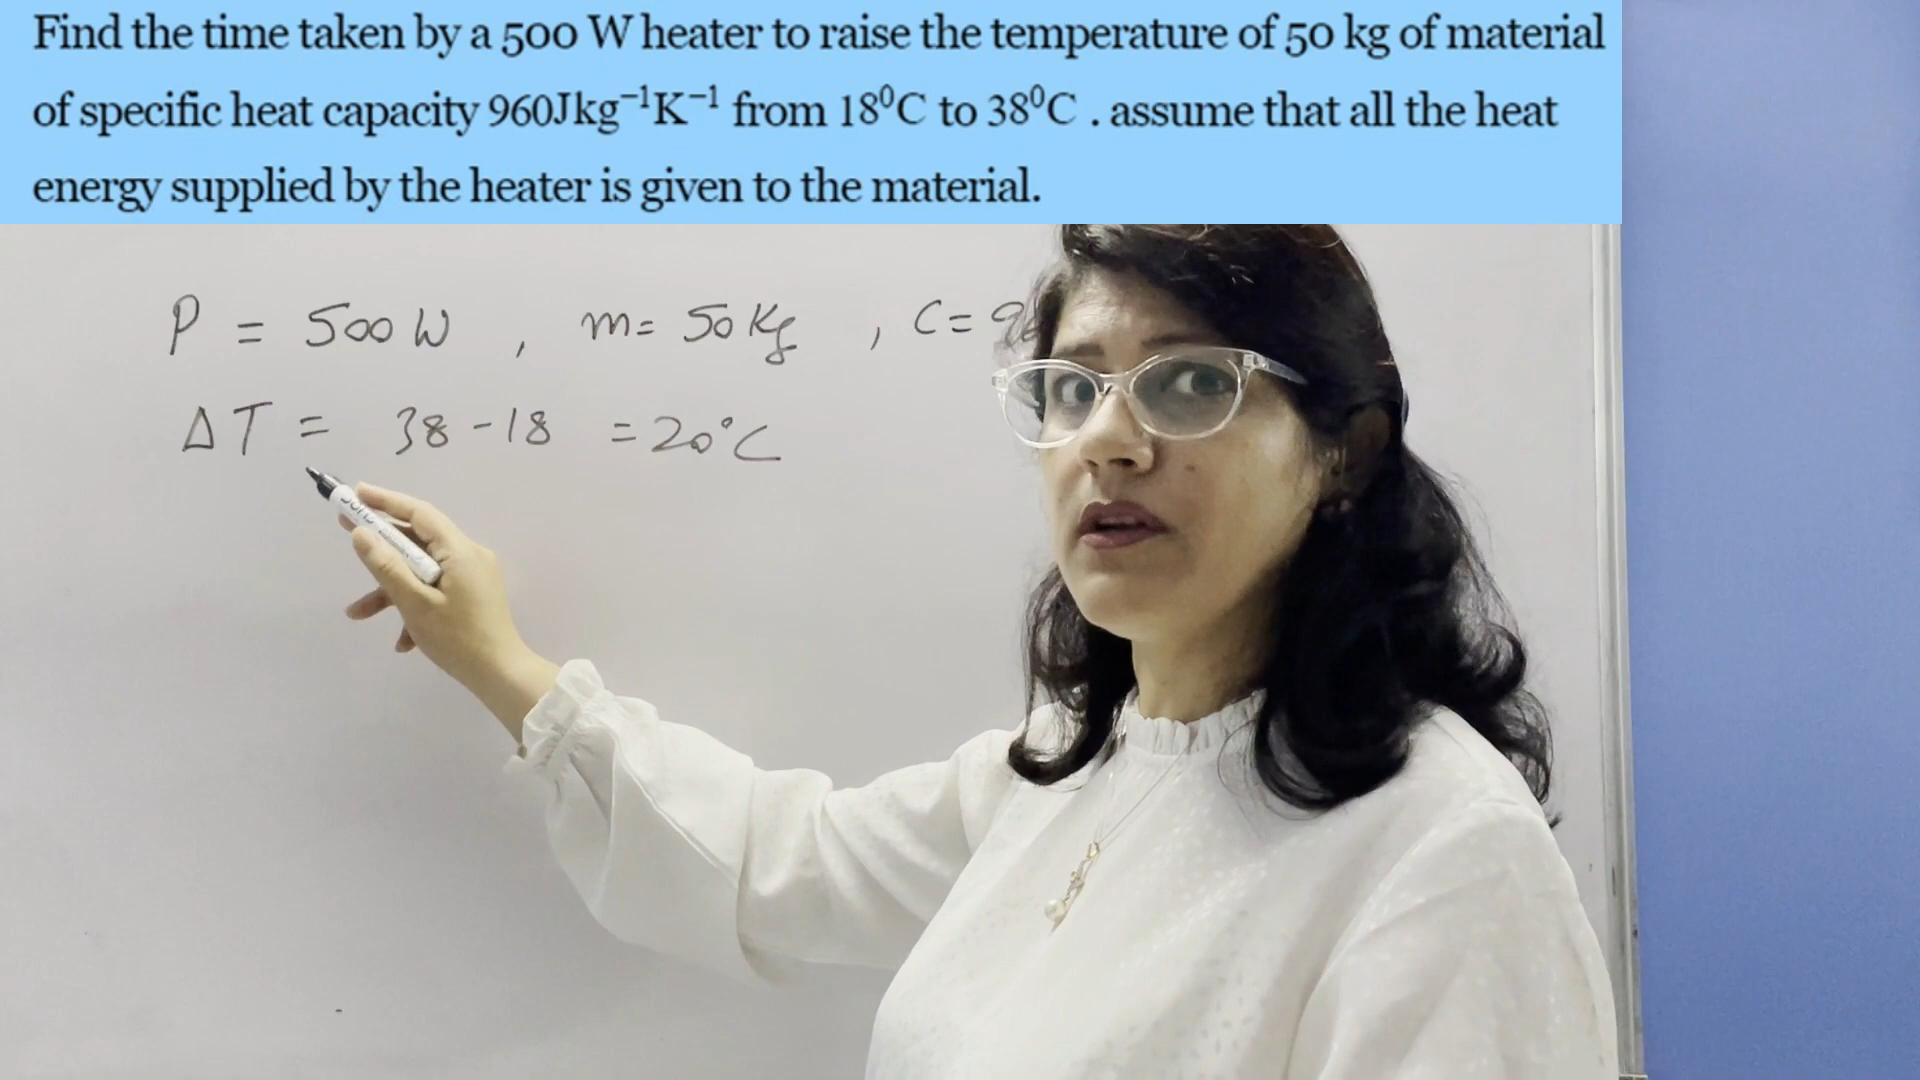 Find the time taken by a 500 W heater to raise the temperature of 50 kg of material
of specific heat capacity 960Jkg⁻¹K⁻¹ from 18⁰C to 38⁰C . assume that all the heat
energy supplied by the heater is given to the material.
P = 500 W , m= 50 Kg , C=
ΔT = 38 - 18 = 20°C